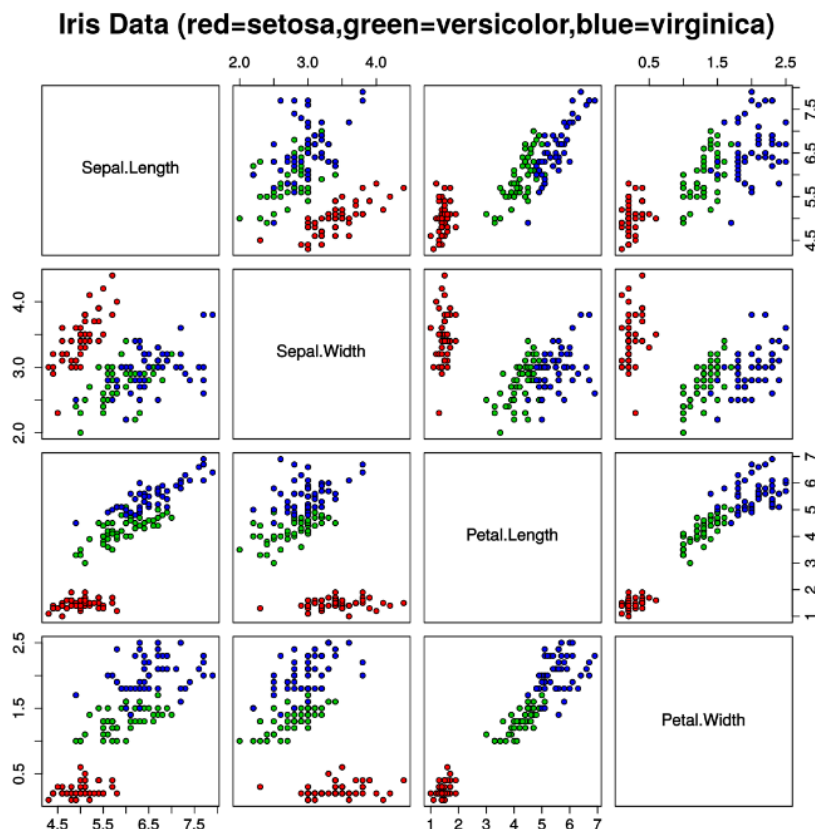 Iris Data (red=setosa,green=versicolor,blue=virginica)
2.0 3.0 4.0 0.5 1.5 2.5
Sepal.Length
4.5 5.5 6.5 7.5
2.0 3.0 4.0
Sepal.Width
Petal.Length
1 2 3 4 5 6 7
0.5 1.5 2.5
Petal.Width
4.5 5.5 6.5 7.5 1 2 3 4 5 6 7